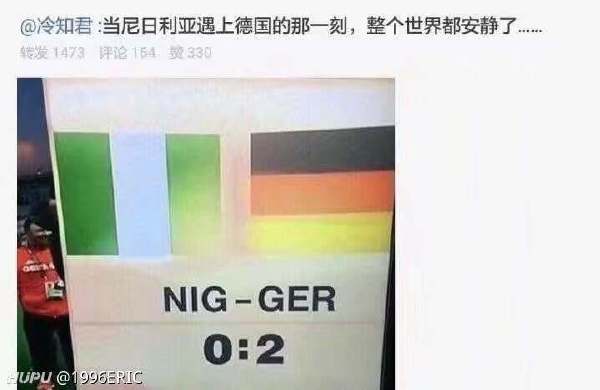 @冷知君:当尼日利亚遇上德国的那一刻，整个世界都安静了......
转发 1473 评论 154 赞 330
NIG-GER
0:2
HUPU @1996ERIC